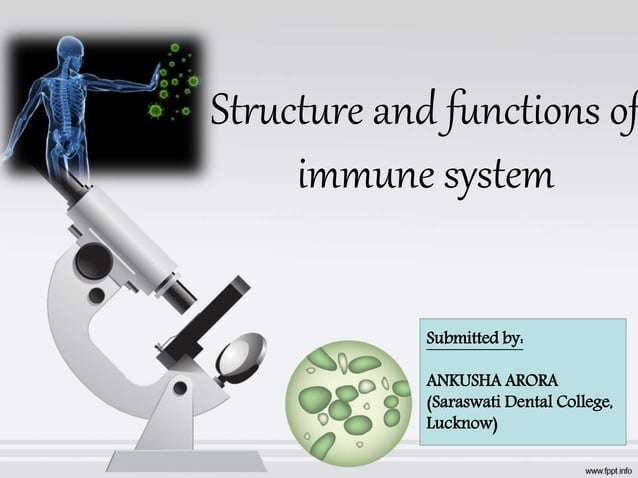 Structure and functions of
immune system
Submitted by:
ANKUSHA ARORA
(Saraswati Dental College,
Lucknow)
www.fppt.info